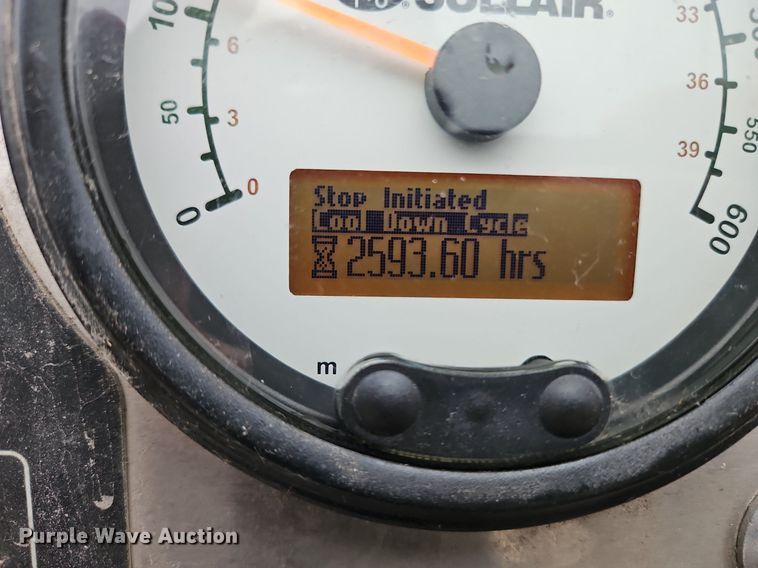 SULLAIR
10
6
50
3
0
0
33
36
550
39
600
Stop Initiated
Cool Down Cycle
2593.60 hrs
m
Purple Wave Auction